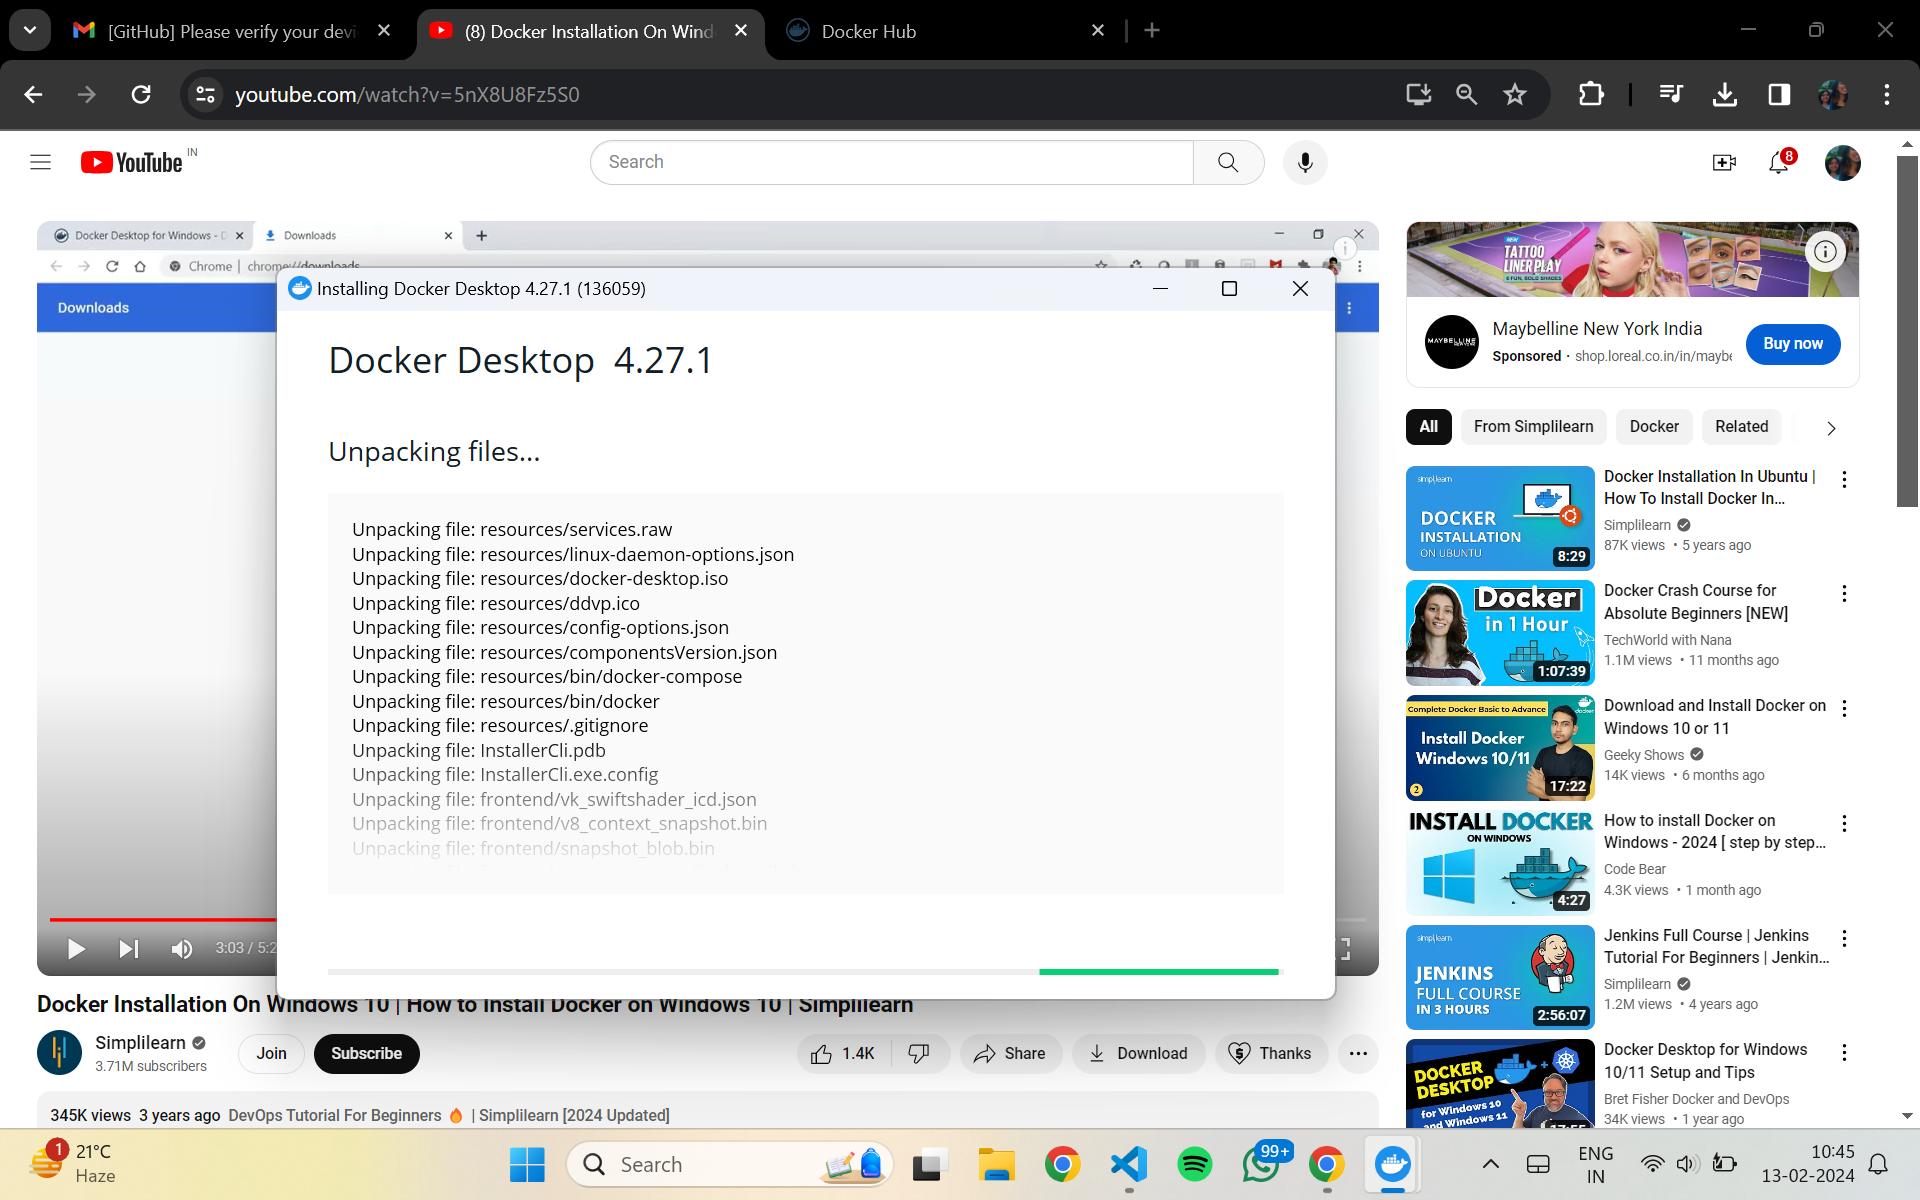 [GitHub] Please verify your devi
(8) Docker Installation On Wind
Docker Hub
youtube.com/watch?v=5nX8U8Fz5S0
YouTube IN
Search
8
Docker Desktop for Windows - D
Downloads
Chrome | chrome://downloads
Downloads
Installing Docker Desktop 4.27.1 (136059)
Docker Desktop 4.27.1
Unpacking files...
Unpacking file: resources/services.raw
Unpacking file: resources/linux-daemon-options.json
Unpacking file: resources/docker-desktop.iso
Unpacking file: resources/ddvp.ico
Unpacking file: resources/config-options.json
Unpacking file: resources/componentsVersion.json
Unpacking file: resources/bin/docker-compose
Unpacking file: resources/bin/docker
Unpacking file: resources/.gitignore
Unpacking file: InstallerCli.pdb
Unpacking file: InstallerCli.exe.config
Unpacking file: frontend/vk_swiftshader_icd.json
Unpacking file: frontend/v8_context_snapshot.bin
Unpacking file: frontend/snapshot_blob.bin
3:03 / 5:2
Docker Installation On Windows 10 | How to Install Docker on Windows 10 | Simplilearn
Simplilearn
3.71M subscribers
Join
Subscribe
1.4K
Share
Download
Thanks
345K views 3 years ago DevOps Tutorial For Beginners 🔥 | Simplilearn [2024 Updated]
NEW
TATTOO
LINER PLAY
6 FUN, BOLD SHADES
MAYBELLINE
NEW YORK
Maybelline New York India
Sponsored · shop.loreal.co.in/in/maybe
Buy now
All
From Simplilearn
Docker
Related
simplilearn
DOCKER
INSTALLATION
ON UBUNTU
8:29
Docker Installation In Ubuntu |
How To Install Docker In...
Simplilearn
87K views • 5 years ago
Docker
in 1 Hour
1:07:39
Docker Crash Course for
Absolute Beginners [NEW]
TechWorld with Nana
1.1M views • 11 months ago
Complete Docker Basic to Advance
docker
Install Docker
Windows 10/11
2
17:22
Download and Install Docker on
Windows 10 or 11
Geeky Shows
14K views • 6 months ago
INSTALL DOCKER
ON WINDOWS
4:27
How to install Docker on
Windows - 2024 [ step by step...
Code Bear
4.3K views • 1 month ago
simplilearn
JENKINS
FULL COURSE
IN 3 HOURS
2:56:07
Jenkins Full Course | Jenkins
Tutorial For Beginners | Jenkin...
Simplilearn
1.2M views • 4 years ago
DOCKER
DESKTOP
for Windows 10
and Windows 11
Docker Desktop for Windows
10/11 Setup and Tips
Bret Fisher Docker and DevOps
34K views • 1 year ago
1
21°C
Haze
Search
99+
ENG
IN
10:45
13-02-2024